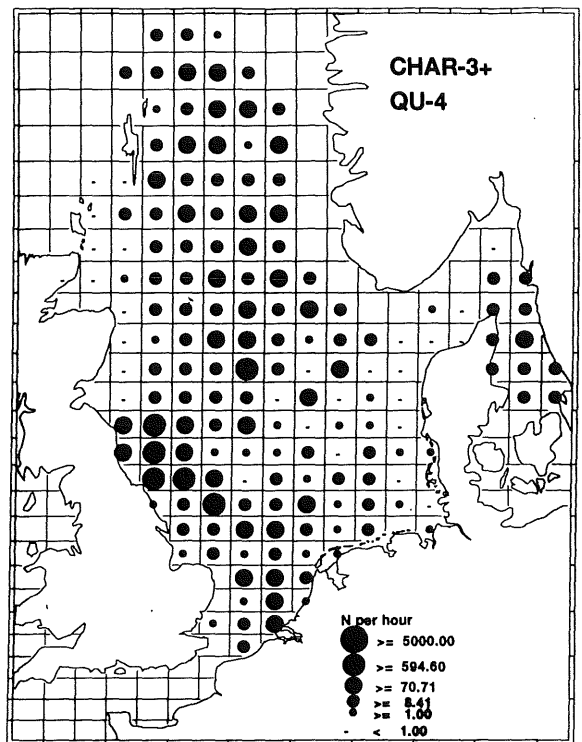 CHAR-3+
QU-4
N per hour
>= 5000.00
>= 594.60
>= 70.71
>= 8.41
>= 1.00
- < 1.00